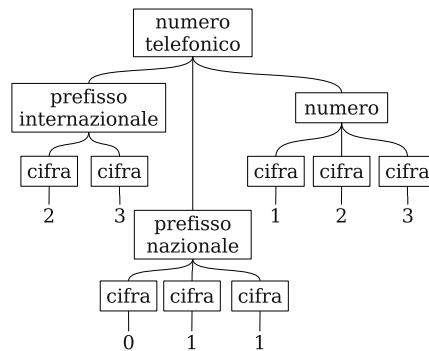 numero
telefonico
prefisso
internazionale
numero
cifra
cifra
cifra
cifra
cifra
2
3
1
2
3
prefisso
nazionale
cifra
cifra
cifra
0
1
1